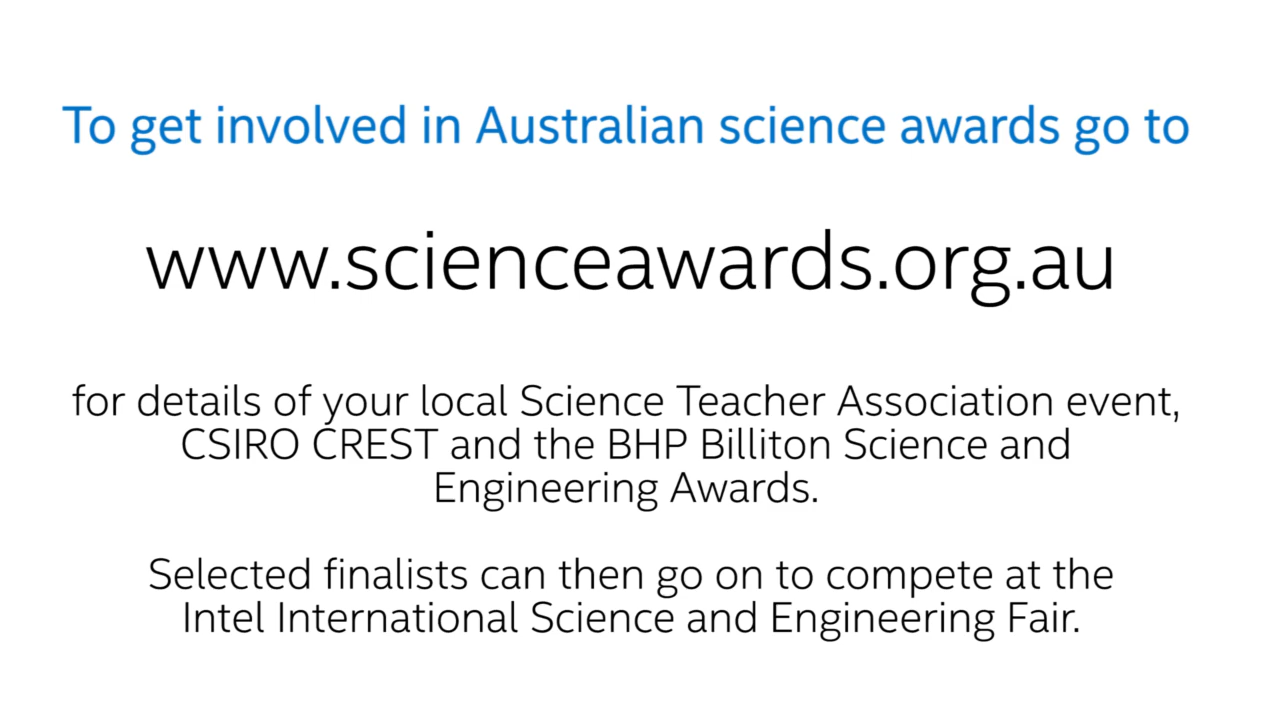 To get involved in Australian science awards go to
www.scienceawards.org.au
for details of your local Science Teacher Association event,
CSIRO CREST and the BHP Billiton Science and
Engineering Awards.
Selected finalists can then go on to compete at the
Intel International Science and Engineering Fair.